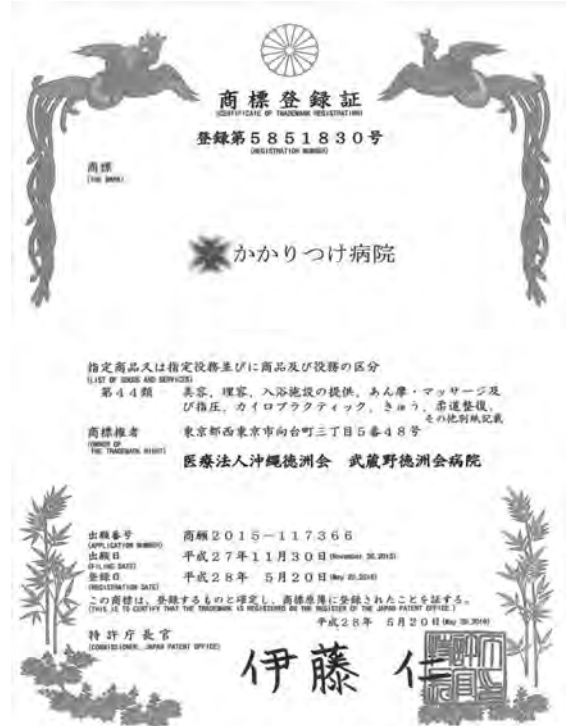 商標登録証
(CERTIFICATE OF TRADEMARK REGISTRATION)
登録第5851830号
(REGISTRATION NUMBER)
商標
(THE MARK)
かかりつけ病院
指定商品又は指定役務並びに商品及び役務の区分
(LIST OF GOODS AND SERVICES)
第44類 美容、理容、入浴施設の提供、あん摩・マッサージ及
び指圧、カイロプラクティック、きゅう、柔道整復、
その他別紙記載
商標権者 東京都西東京市向台町三丁目5番48号
(OWNER OF THE TRADEMARK RIGHT)
医療法人沖縄徳洲会 武蔵野徳洲会病院
出願番号 商願2015-117366
(APPLICATION NUMBER)
出願日 平成27年11月30日(November 30,2015)
(FILING DATE)
登録日 平成28年 5月20日(May 20,2016)
(REGISTRATION DATE)
この商標は、登録するものと確定し、商標原簿に登録されたことを証する。
(THIS IS TO CERTIFY THAT THE TRADEMARK IS REGISTERED ON THE REGISTER OF THE JAPAN PATENT OFFICE.)
平成28年 5月20日(May 20,2016)
特許庁長官
(COMMISSIONER, JAPAN PATENT OFFICE)
伊藤 仁